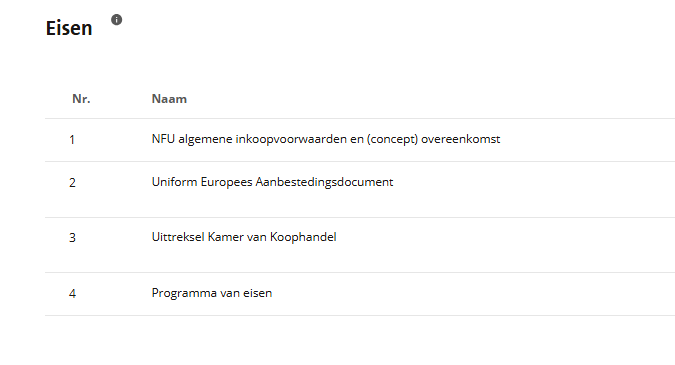 Eisen
Nr. Naam
1 NFU algemene inkoopvoorwaarden en (concept) overeenkomst
2 Uniform Europees Aanbestedingsdocument
3 Uittreksel Kamer van Koophandel
4 Programma van eisen